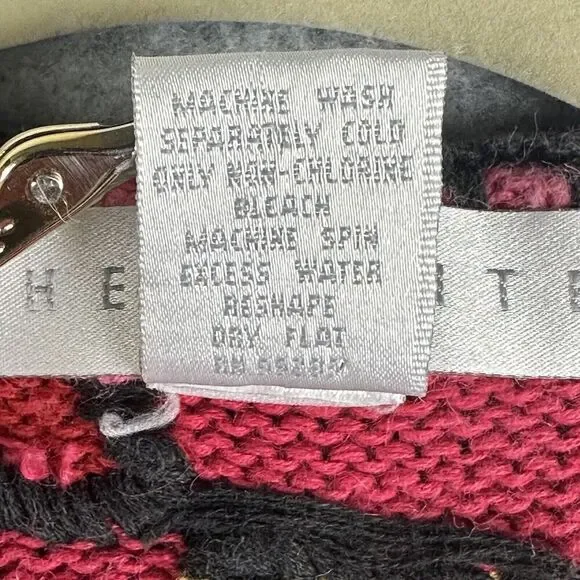 MACHINE WASH
SEPARATELY COLD
ONLY NON-CHLORINE
BLEACH
MACHINE SPIN
EXCESS WATER
RESHAPE
DRY FLAT